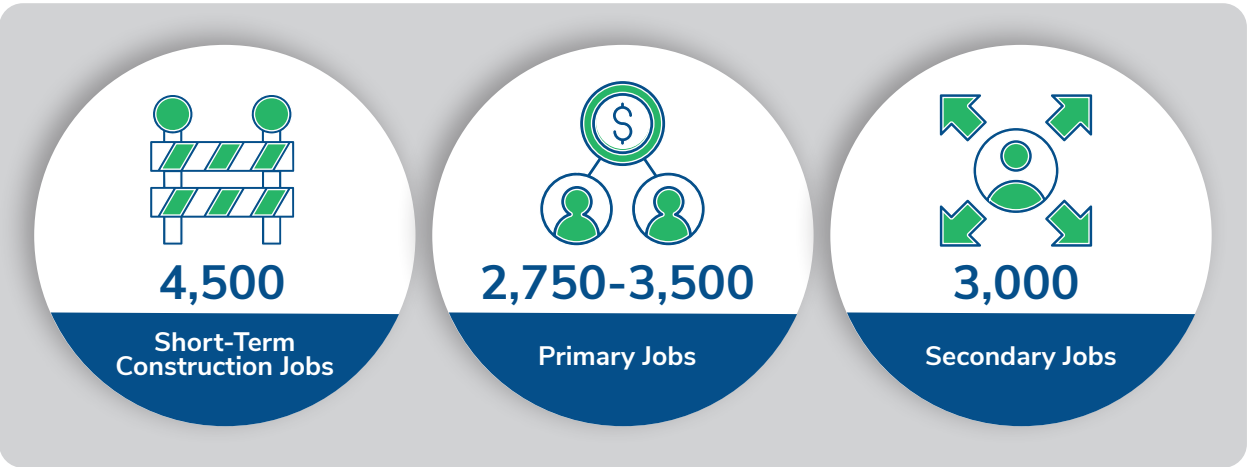 $
4,500
Short-Term
Construction Jobs
2,750-3,500
Primary Jobs
3,000
Secondary Jobs